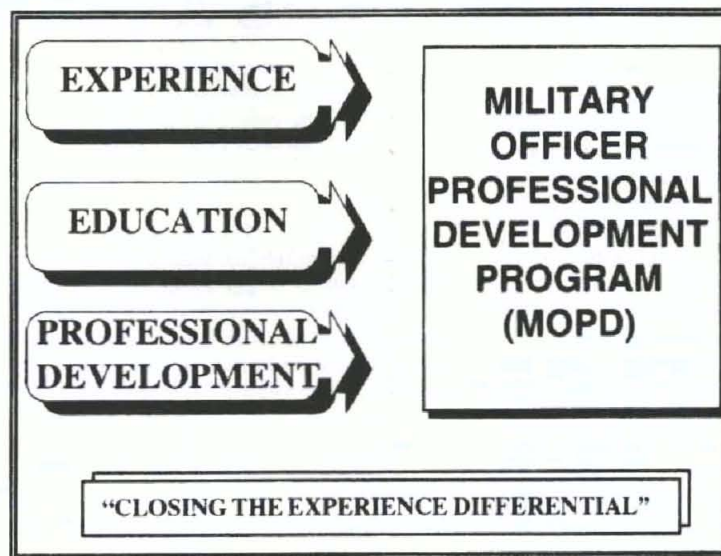 EXPERIENCE
EDUCATION
PROFESSIONAL
DEVELOPMENT
MILITARY
OFFICER
PROFESSIONAL
DEVELOPMENT
PROGRAM
(MOPD)
“CLOSING THE EXPERIENCE DIFFERENTIAL”